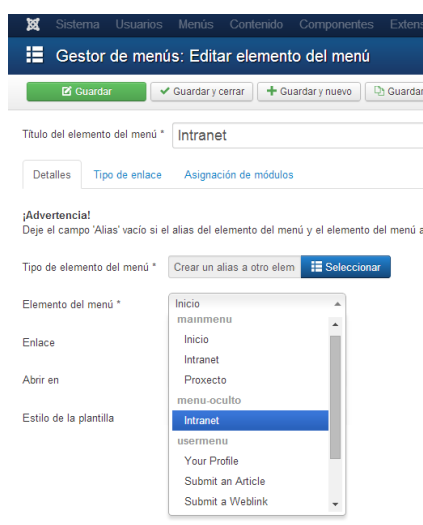 Sistema Usuarios Menús Contenido Componentes
Gestor de menús: Editar elemento del menú
Guardar Guardar y cerrar Guardar y nuevo Guardar
Título del elemento del menú * Intranet
Detalles Tipo de enlace Asignación de módulos
¡Advertencia!
Deje el campo 'Alias' vacío si el alias del elemento del menú y el elemento del menú a
Tipo de elemento del menú * Crear un alias a otro elem Seleccionar
Elemento del menú * Inicio
mainmenu
Inicio
Enlace
Intranet
Abrir en
Proxecto
menu-oculto
Estilo de la plantilla
Intranet
usermenu
Your Profile
Submit an Article
Submit a Weblink